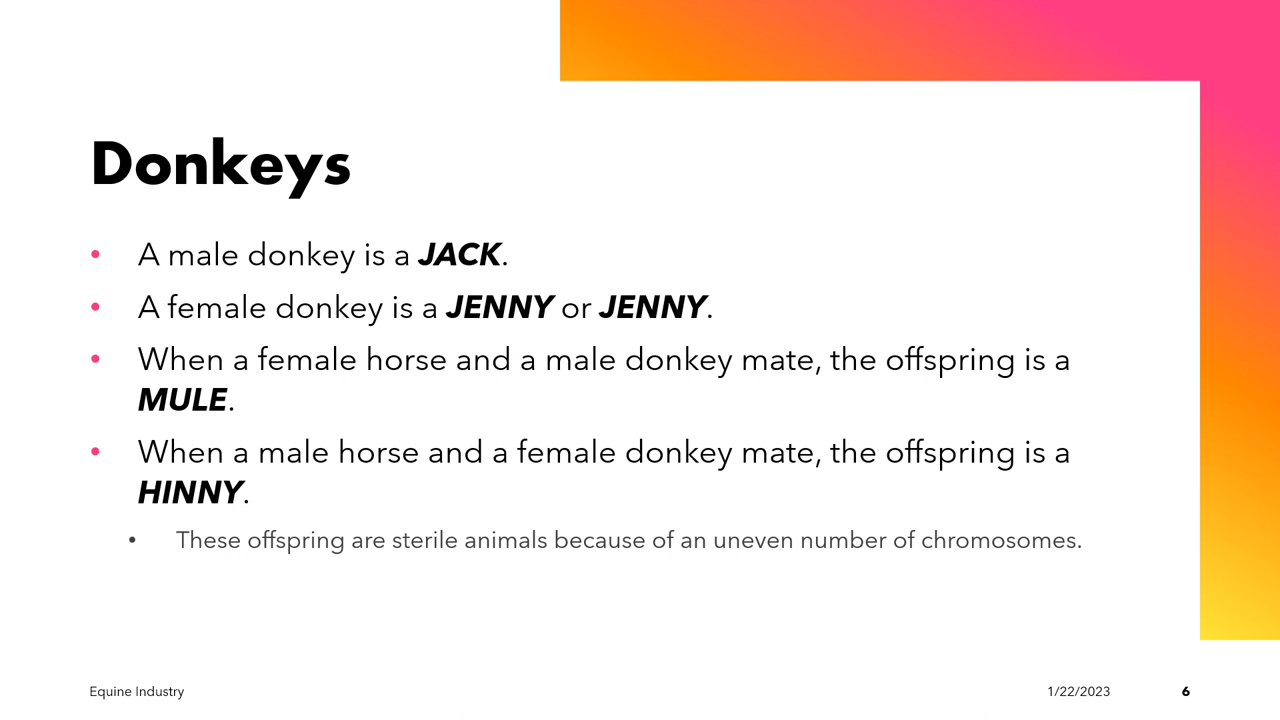 Donkeys
• A male donkey is a JACK.
• A female donkey is a JENNY or JENNY.
• When a female horse and a male donkey mate, the offspring is a
MULE.
• When a male horse and a female donkey mate, the offspring is a
HINNY.
• These offspring are sterile animals because of an uneven number of chromosomes.
Equine Industry
1/22/2023
6